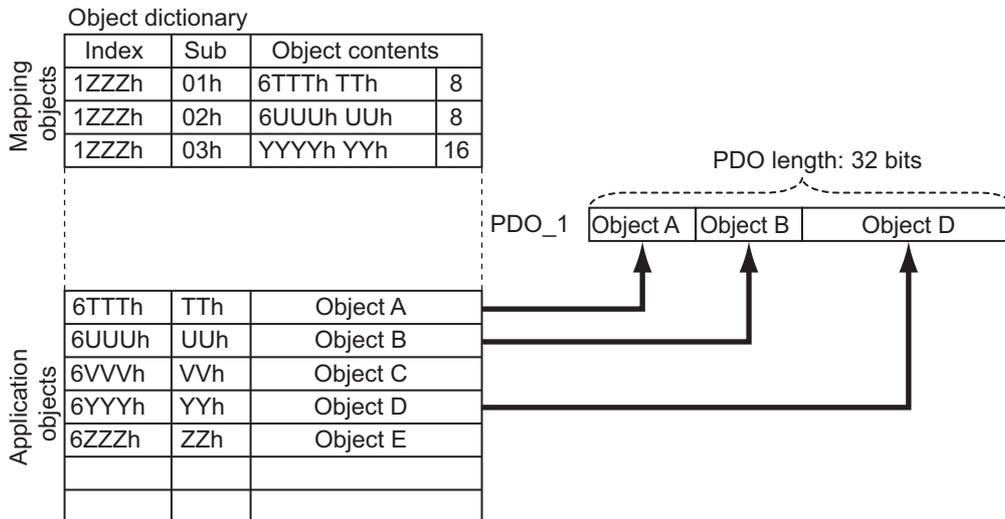 Object dictionary
Index Sub Object contents
Mapping
objects
1ZZZh 01h 6TTTh TTh 8
1ZZZh 02h 6UUUh UUh 8
1ZZZh 03h YYYYh YYh 16
PDO length: 32 bits
PDO_1 Object A Object B Object D
Application
objects
6TTTh TTh Object A
6UUUh UUh Object B
6VVVh VVh Object C
6YYYh YYh Object D
6ZZZh ZZh Object E